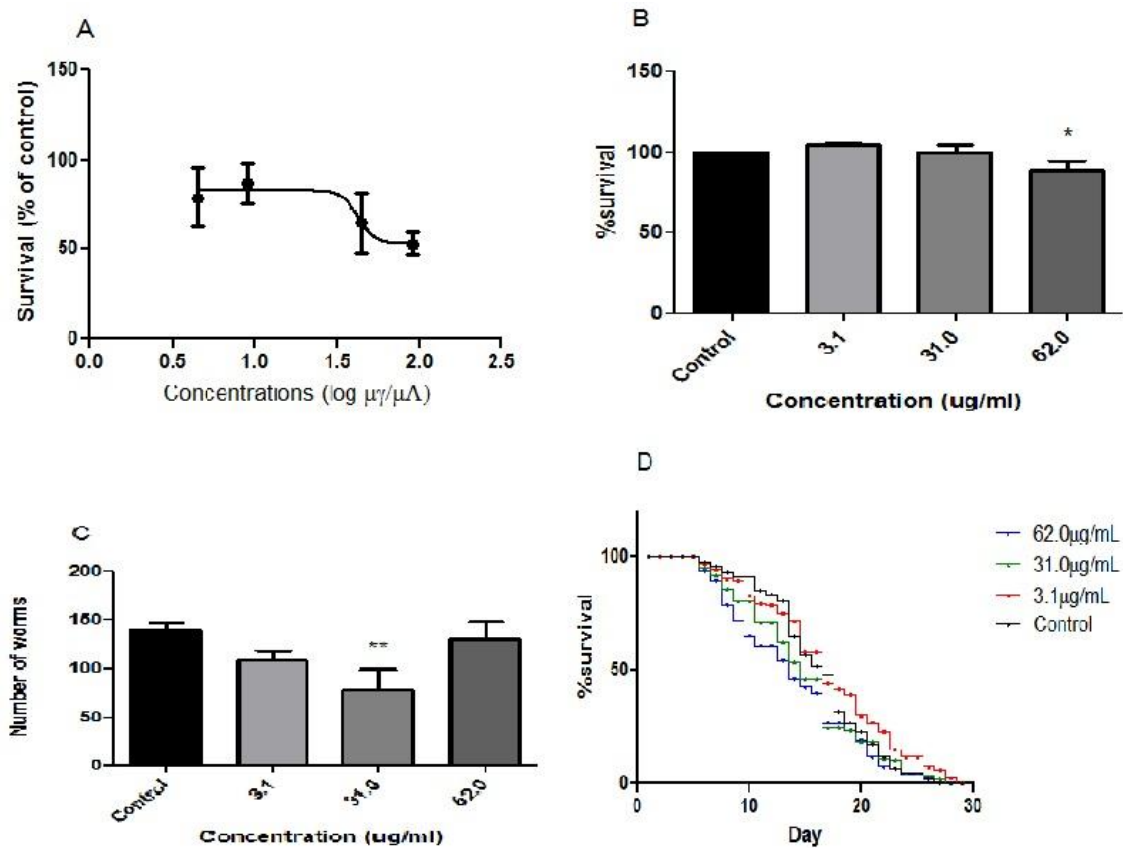 A
150
100
50
0
Survival (% of control)
0.0 0.5 1.0 1.5 2.0 2.5
Concentrations (log μγ/μΛ)
B
150
100
50
0
%survival
*
Control 3.1 31.0 62.0
Concentration (ug/ml)
C
200
150
100
50
0
Number of worms
**
Control 3.1 31.0 62.0
Concentration (ug/ml)
D
100
50
0
%survival
0 10 20 30
Day
62.0μg/mL
31.0μg/mL
3.1μg/mL
Control